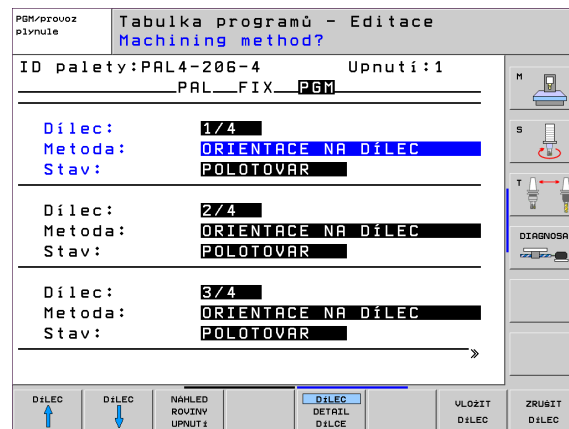 PGM/provoz
plynule
Tabulka programů – Editace
Machining method?
ID palety:PAL4-206-4 Upnutí:1
PAL FIX PGM
Dílec: 1/4
Metoda: ORIENTACE NA DíLEC
Stav: POLOTOVAR
Dílec: 2/4
Metoda: ORIENTACE NA DíLEC
Stav: POLOTOVAR
Dílec: 3/4
Metoda: ORIENTACE NA DíLEC
Stav: POLOTOVAR
»
M
S
T
DIAGNOSA
DíLEC
DíLEC
NáHLED
ROVINY
UPNUTí
DíLEC
DETAIL
DíLCE
VLOŽIT
DíLEC
ZRUŠIT
DíLEC